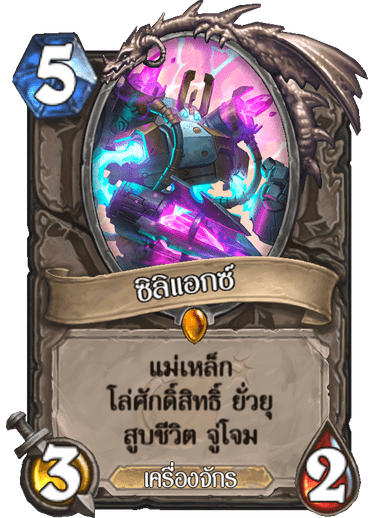 5
ซิลิแอกซ์
แม่เหล็ก
โล่ศักดิ์สิทธิ์ ยั่วยุ
สูบชีวิต จู่โจม
3
เครื่องจักร
2